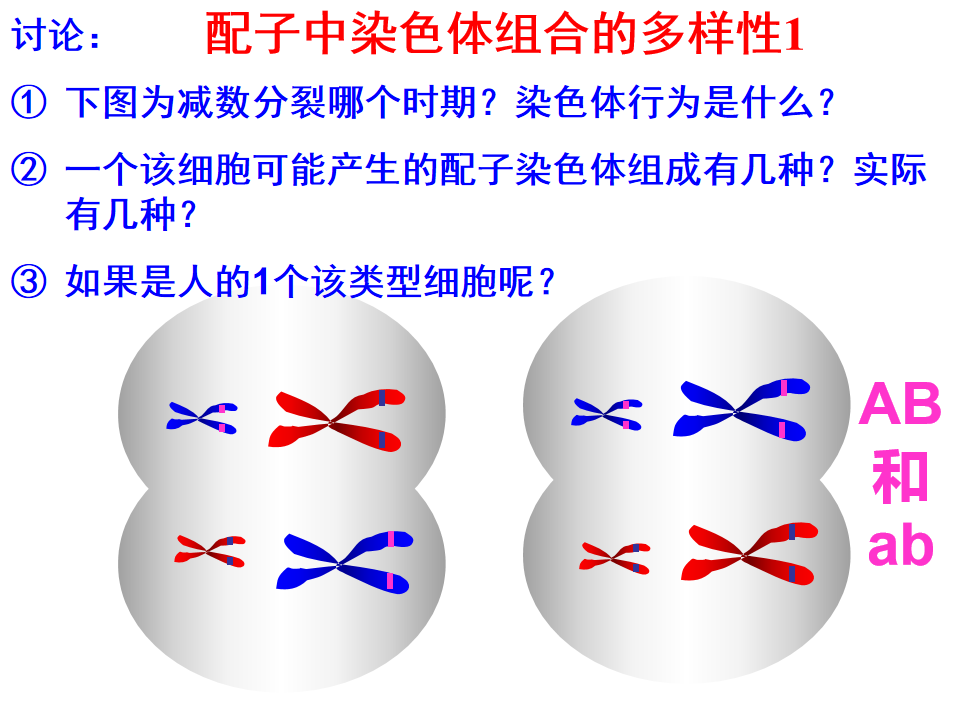 讨论：
配子中染色体组合的多样性1
① 下图为减数分裂哪个时期？染色体行为是什么？
② 一个该细胞可能产生的配子染色体组成有几种？实际
有几种？
③ 如果是人的1个该类型细胞呢？
AB
和
ab